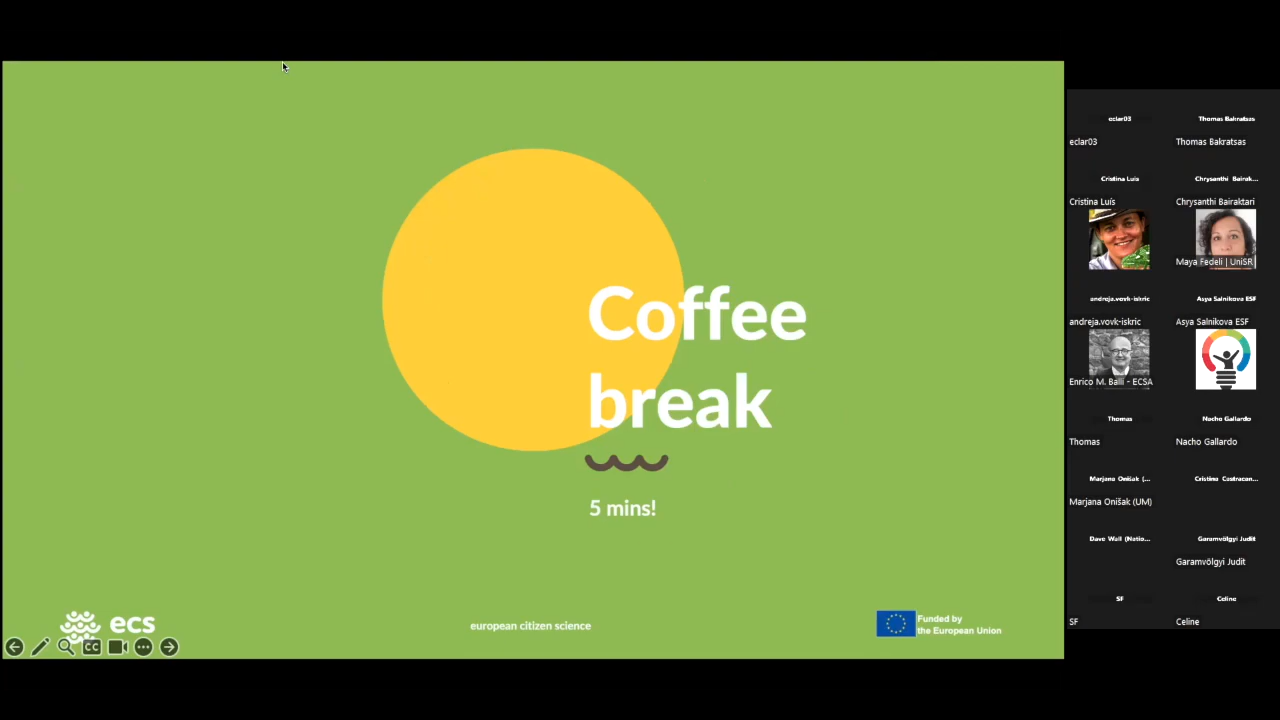 Coffee
break
5 mins!
ecs
european citizen science
Funded by
the European Union
CC
eclar03
Thomas Bakratsas
eclar03
Thomas Bakratsas
Cristina Luis
Chrysanthi Bairak...
Cristina Luís
Chrysanthi Bairaktari
Maya Fedeli | UniSR
andreja.vovk-iskric
Asya Salnikova ESF
andreja.vovk-iskric
Asya Salnikova ESF
Enrico M. Balli - ECSA
Thomas
Nacho Gallardo
Thomas
Nacho Gallardo
Marjana Onišak (...
Cristina Castracan...
Marjana Onišak (UM)
Dave Wall (Natio...
Garamvölgyi Judit
Garamvölgyi Judit
SF
Celine
SF
Celine